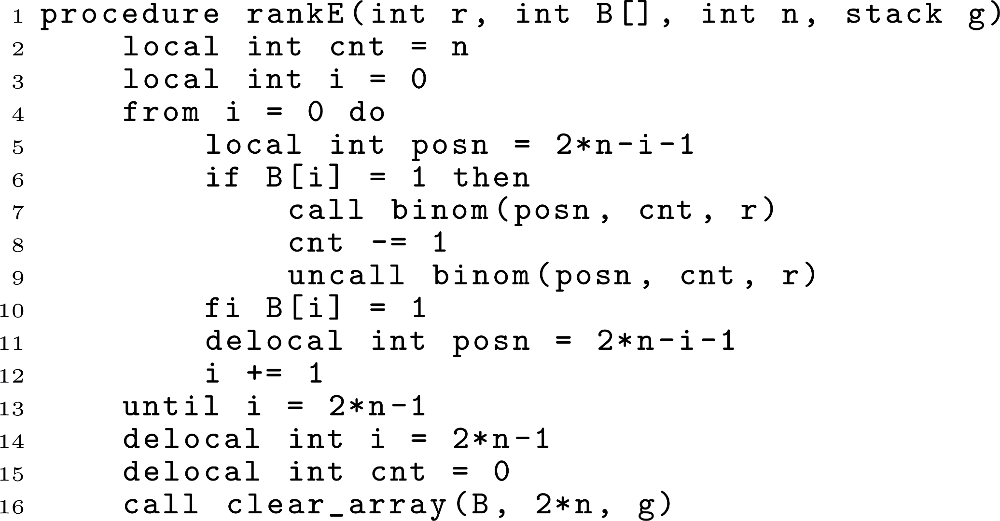 1 procedure rankE(int r, int B[], int n, stack g)
2     local int cnt = n
3     local int i = 0
4     from i = 0 do
5         local int posn = 2*n-i-1
6         if B[i] = 1 then
7             call binom(posn, cnt, r)
8             cnt -= 1
9             uncall binom(posn, cnt, r)
10         fi B[i] = 1
11         delocal int posn = 2*n-i-1
12         i += 1
13     until i = 2*n-1
14     delocal int i = 2*n-1
15     delocal int cnt = 0
16     call clear_array(B, 2*n, g)